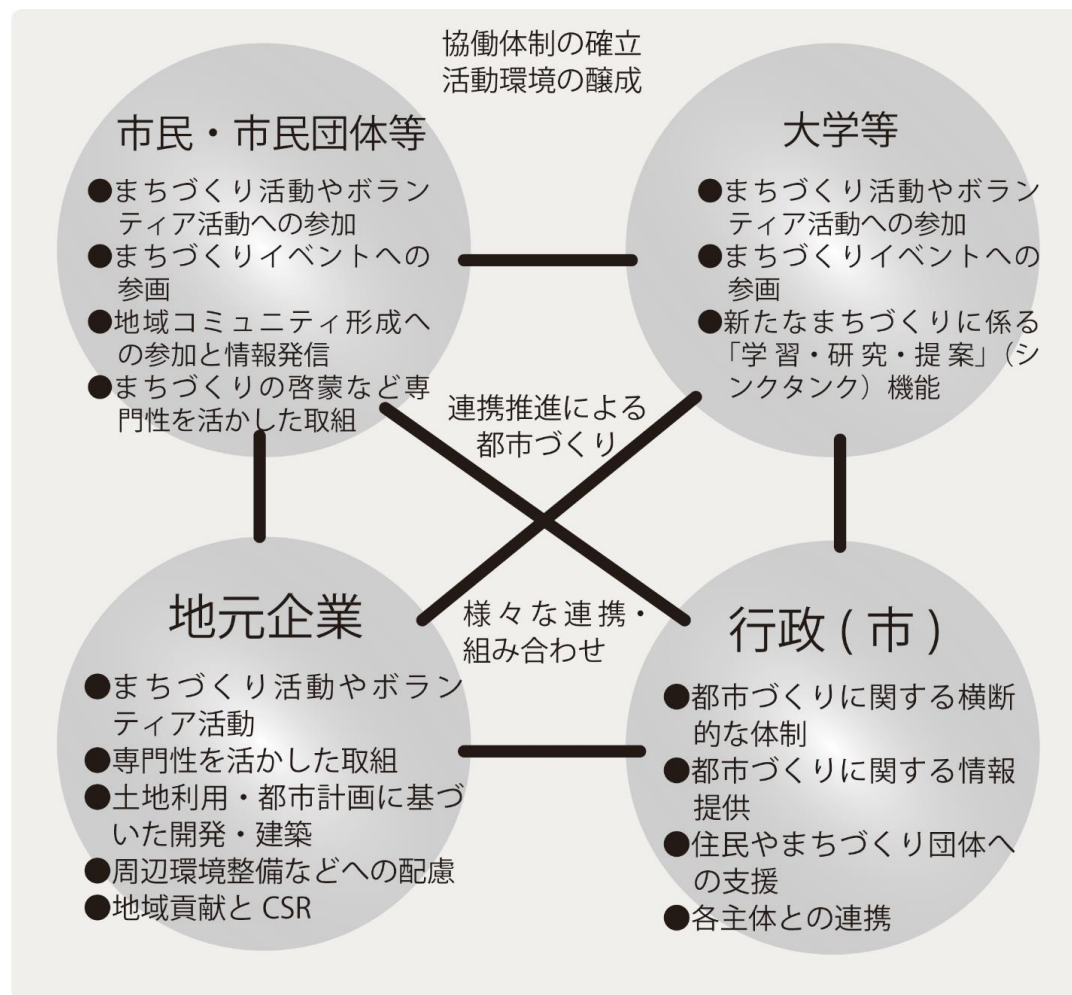 協働体制の確立
活動環境の醸成
市民・市民団体等
●まちづくり活動やボラン
ティア活動への参加
●まちづくりイベントへの
参画
●地域コミュニティ形成へ
の参加と情報発信
●まちづくりの啓蒙など専
門性を活かした取組
大学等
●まちづくり活動やボラン
ティア活動への参加
●まちづくりイベントへの
参画
●新たなまちづくりに係る
「学習・研究・提案」（シ
ンクタンク）機能
連携推進による
都市づくり
様々な連携・
組み合わせ
地元企業
●まちづくり活動やボラン
ティア活動
●専門性を活かした取組
●土地利用・都市計画に基づ
いた開発・建築
●周辺環境整備などへの配慮
●地域貢献と CSR
行政 ( 市 )
●都市づくりに関する横断
的な体制
●都市づくりに関する情報
提供
●住民やまちづくり団体へ
の支援
●各主体との連携